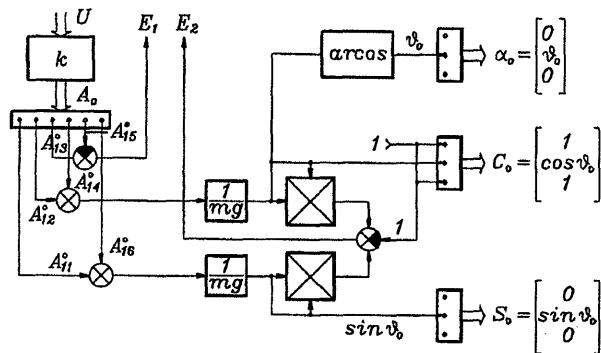 U E₁ E₂
k
arcos ϑ₀ α₀ = [0 ϑ₀ 0]
A₀
A°₁₃ A°₁₅
1 C₀ = [1 cosϑ₀ 1]
A°₁₄
A°₁₂ 1/mg
1
A°₁₆
A°₁₁ 1/mg
sinϑ₀ S₀ = [0 sinϑ₀ 0]